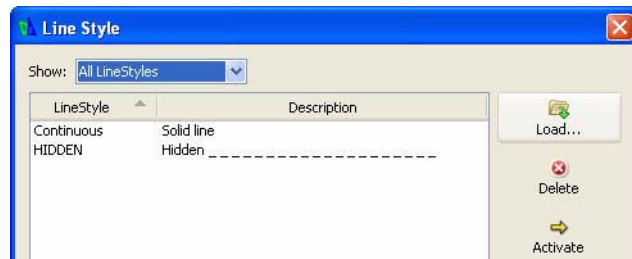 Line Style
Show: All LineStyles
LineStyle Description
Continuous Solid line
HIDDEN Hidden _ _ _ _ _ _ _ _ _ _ _ _ _ _ _ _ _ _ _ _
Load...
Delete
Activate